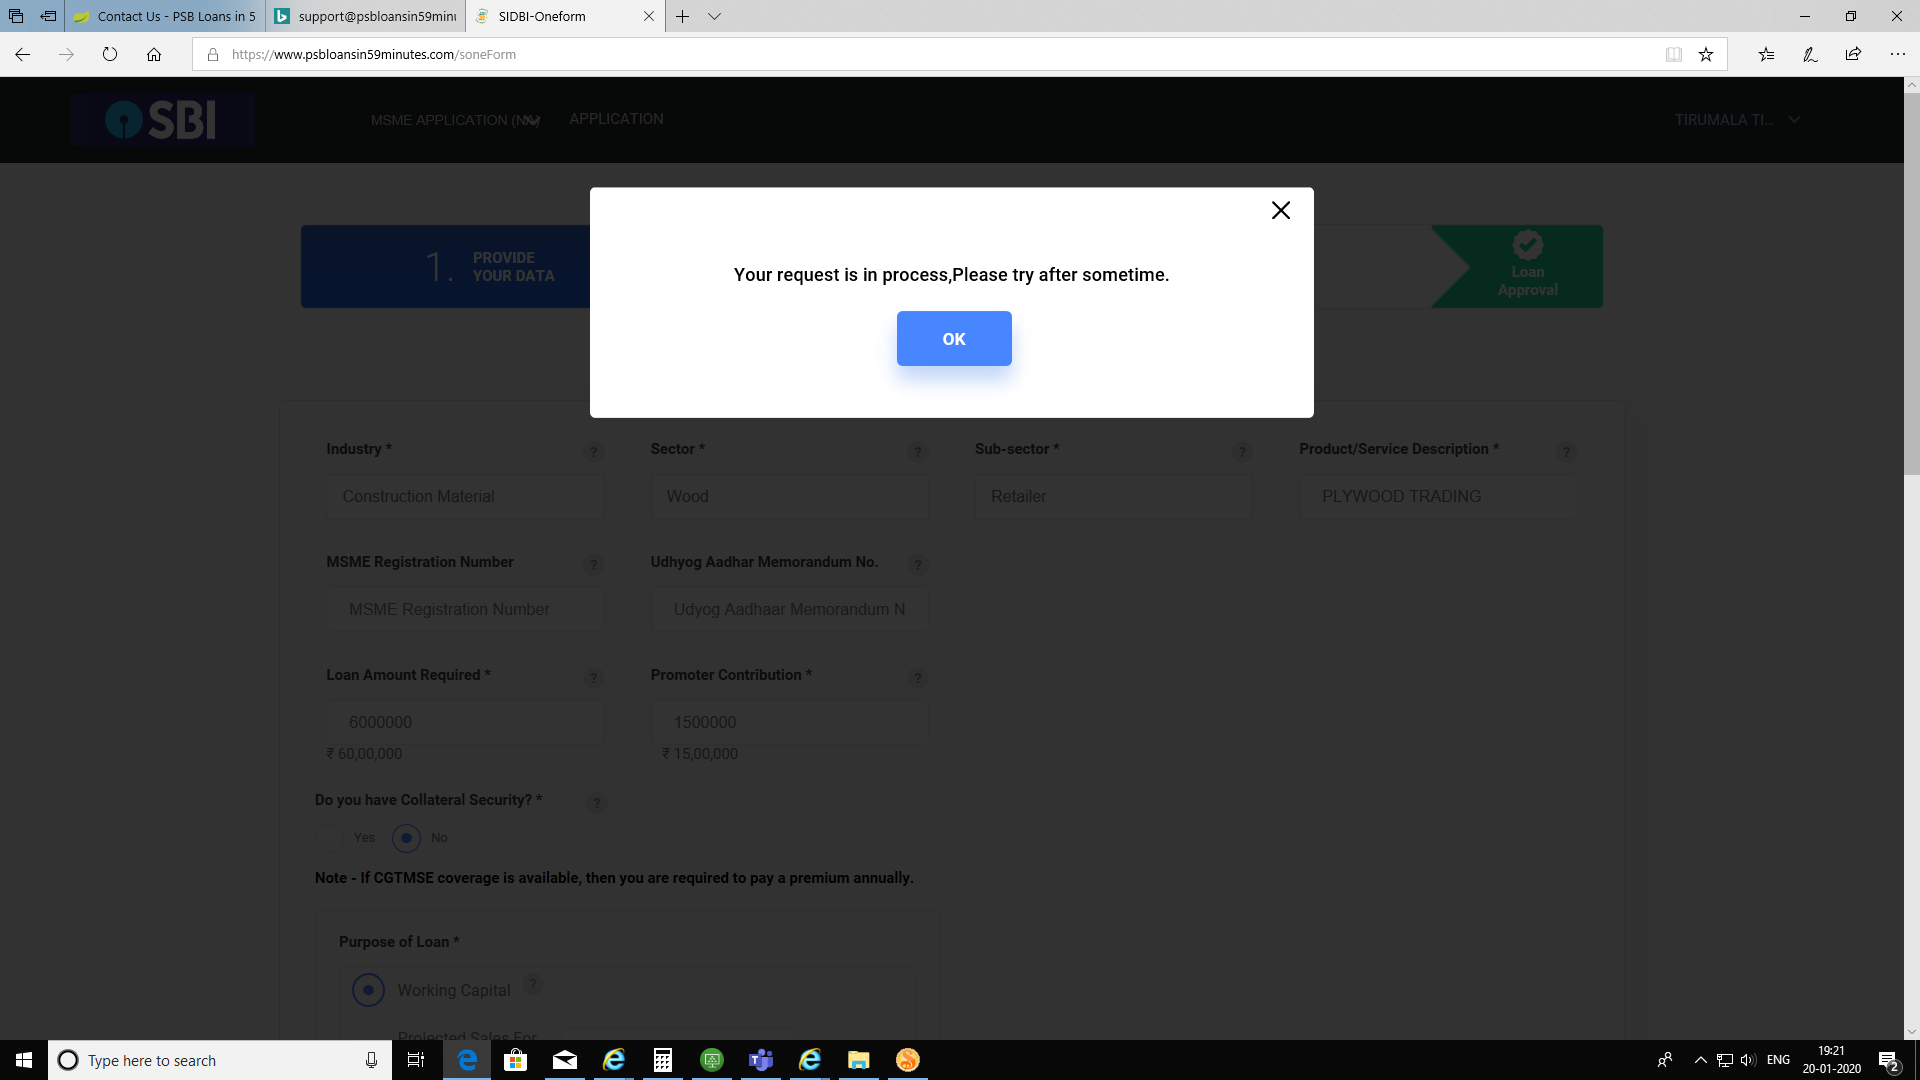 Contact Us - PSB Loans in 5
support@psbloansin59minu
SIDBI-Oneform
https://www.psbloansin59minutes.com/soneForm
SBI
MSME APPLICATION (NA)
APPLICATION
TIRUMALA TI...
Your request is in process,Please try after sometime.
OK
1.
PROVIDE
YOUR DATA
Loan
Approval
Industry *
?
Sector *
?
Sub-sector *
?
Product/Service Description *
?
Construction Material
Wood
Retailer
PLYWOOD TRADING
MSME Registration Number
?
Udhyog Aadhar Memorandum No.
?
MSME Registration Number
Udyog Aadhaar Memorandum N
Loan Amount Required *
?
Promoter Contribution *
?
6000000
1500000
₹ 60,00,000
₹ 15,00,000
Do you have Collateral Security? *
?
Yes
No
Note - If CGTMSE coverage is available, then you are required to pay a premium annually.
Purpose of Loan *
Working Capital
?
Projected Sales For
Type here to search
ENG
19:21
20-01-2020
2